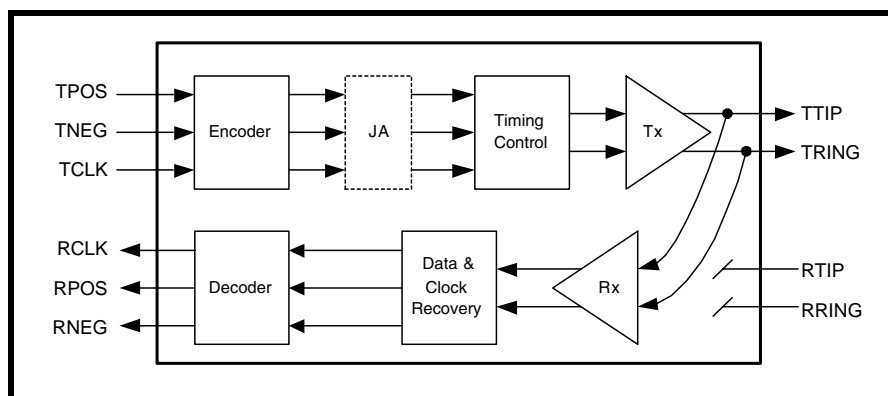 TPOS
TNEG
TCLK
Encoder
JA
Timing
Control
Tx
TTIP
TRING
RCLK
RPOS
RNEG
Decoder
Data &
Clock
Recovery
Rx
RTIP
RRING